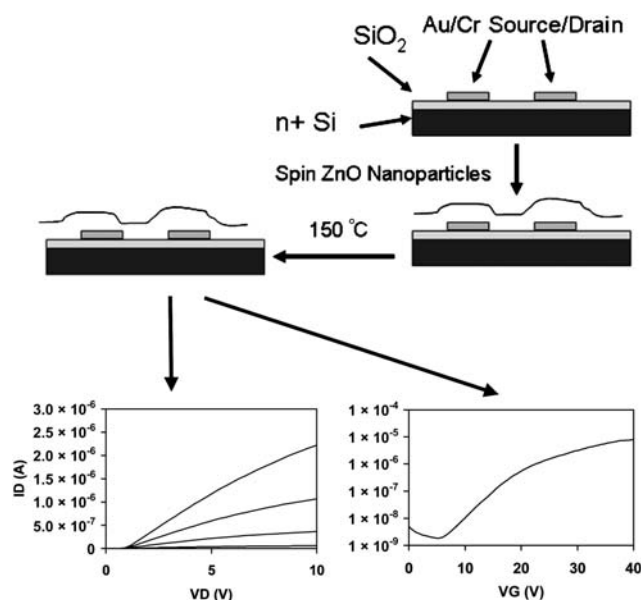 Au/Cr Source/Drain
SiO₂
n+ Si
Spin ZnO Nanoparticles
150 °C
3.0 × 10⁻⁶
2.5 × 10⁻⁶
2.0 × 10⁻⁶
1.5 × 10⁻⁶
1.0 × 10⁻⁶
5.0 × 10⁻⁷
0
ID (A)
0 5 10
VD (V)
1 × 10⁻⁴
1 × 10⁻⁵
1 × 10⁻⁶
1 × 10⁻⁷
1 × 10⁻⁸
1 × 10⁻⁹
0 10 20 30 40
VG (V)